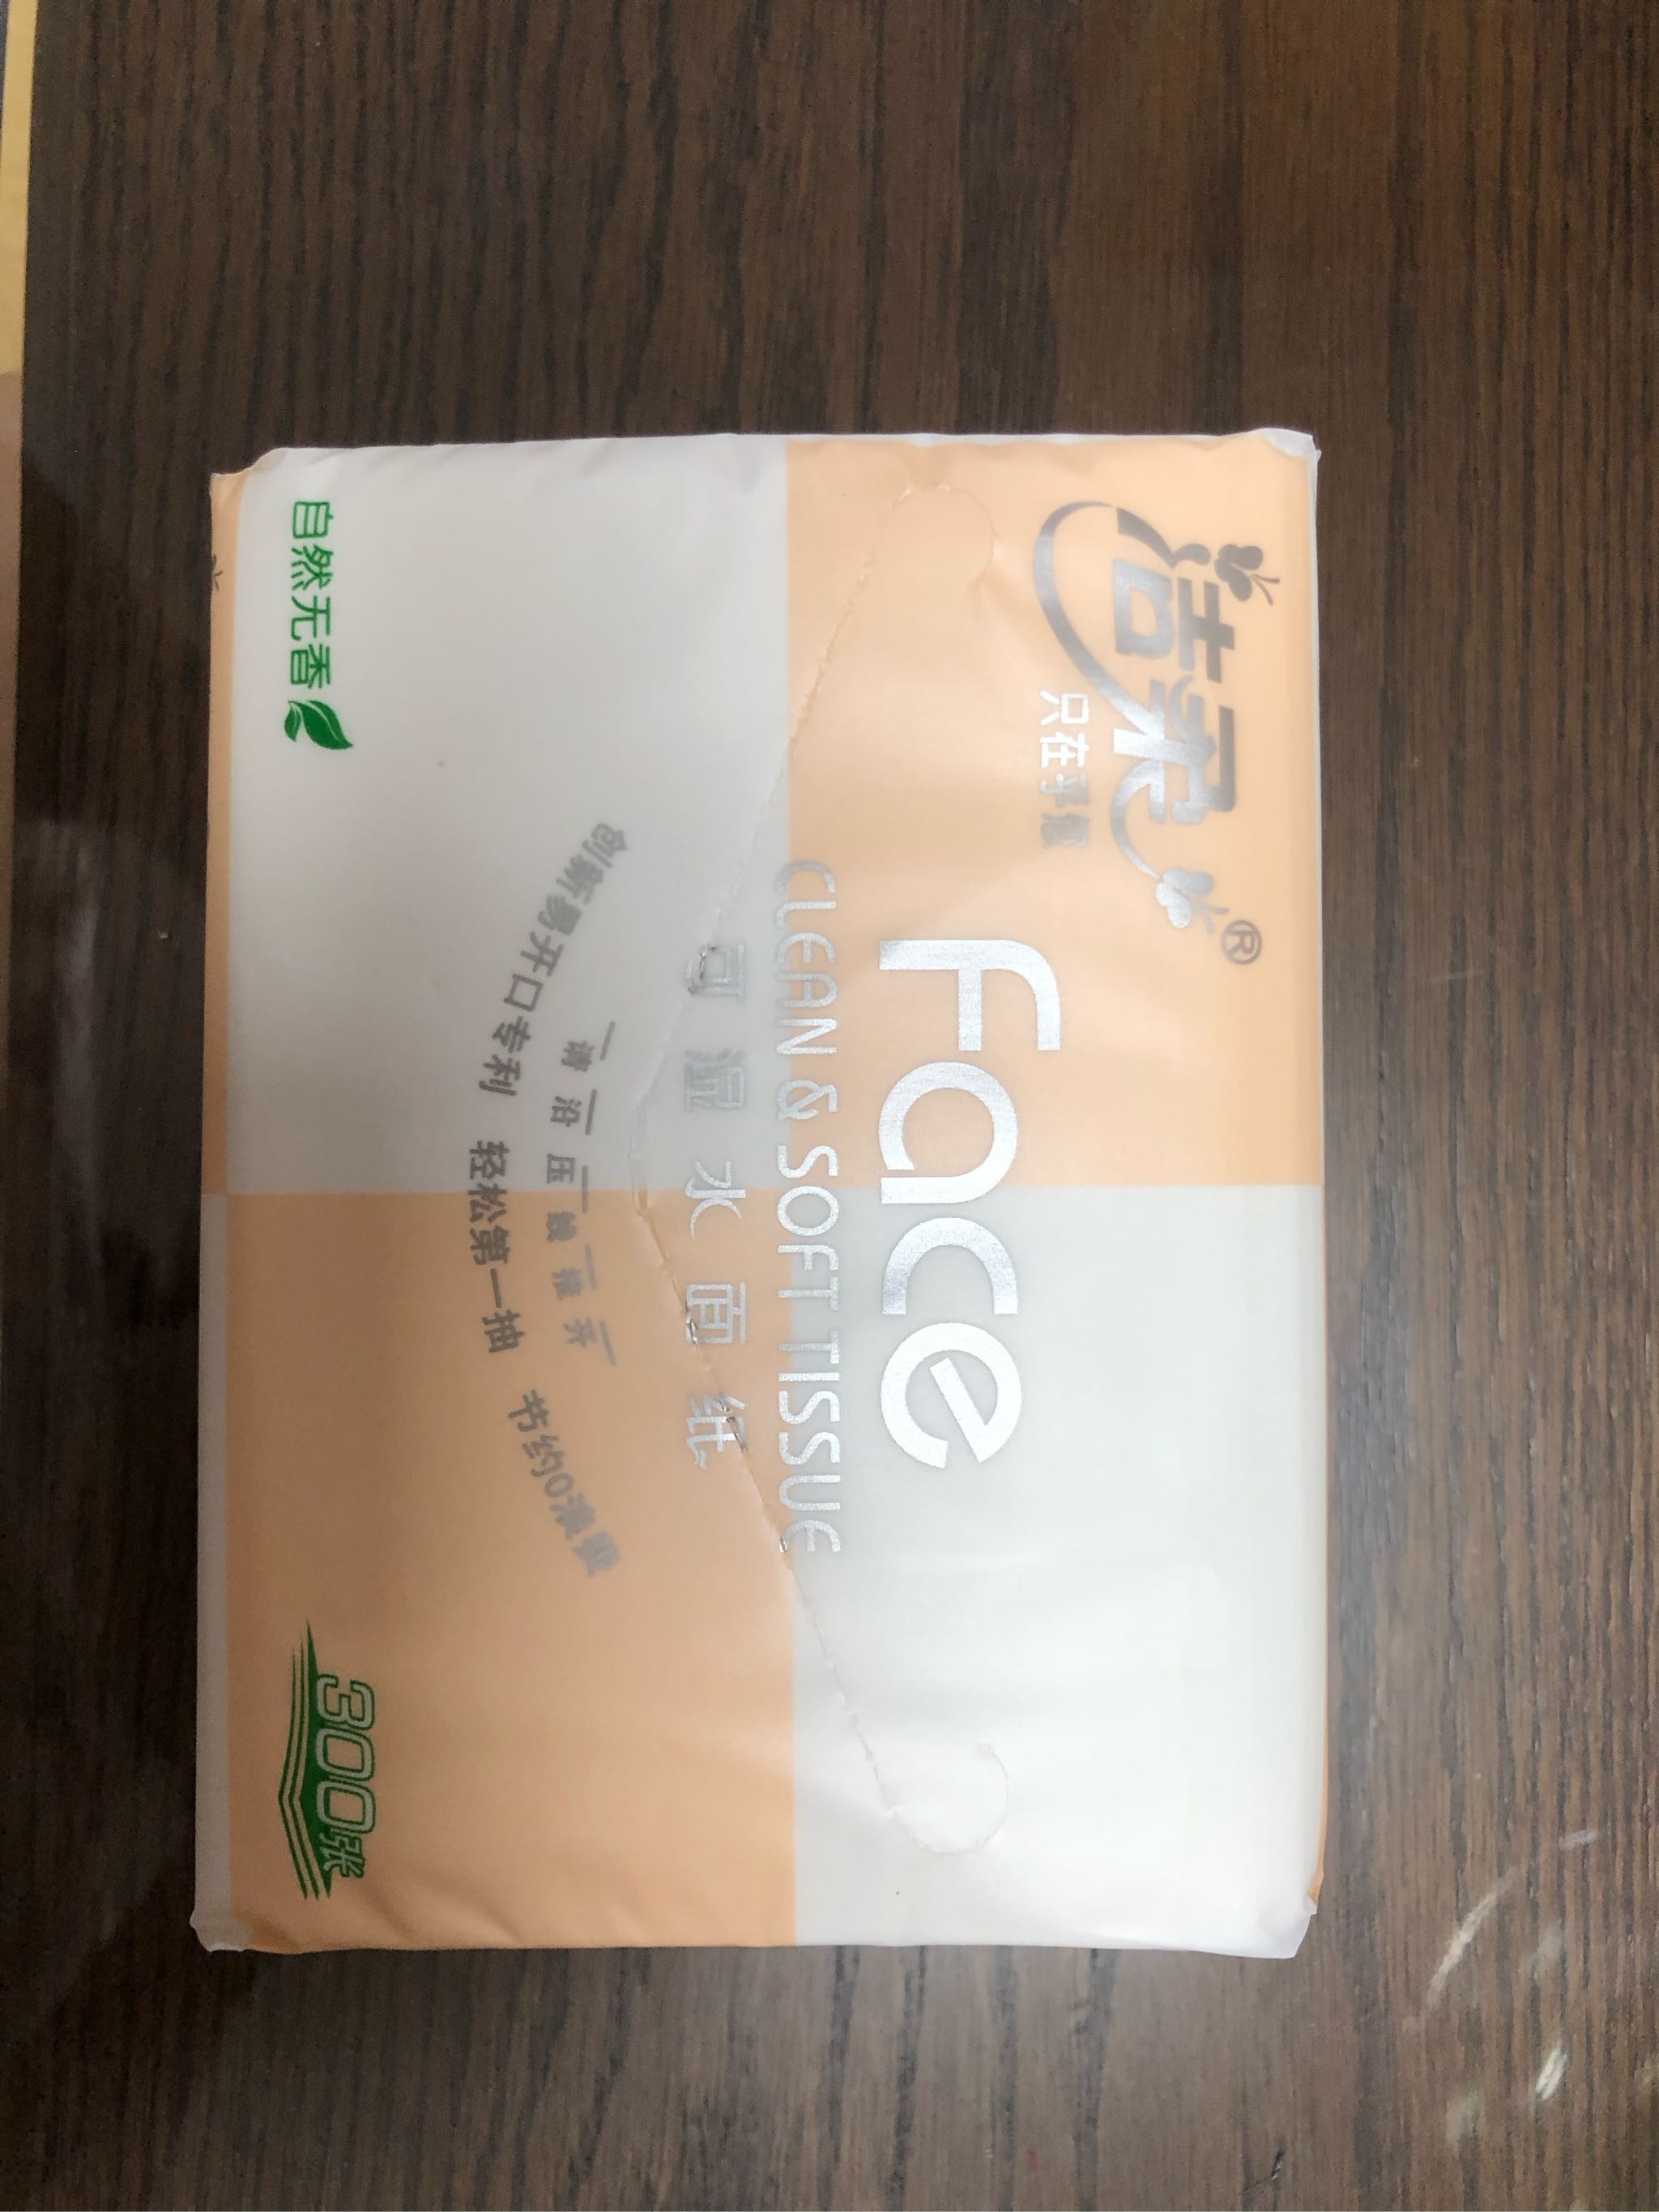 洁柔®
只在乎您
Face
CLEAN & SOFT TISSUE
可湿水面纸
请沿压线推开
创新易开口专利 轻松第一抽 节约0浪费
自然无香
300张